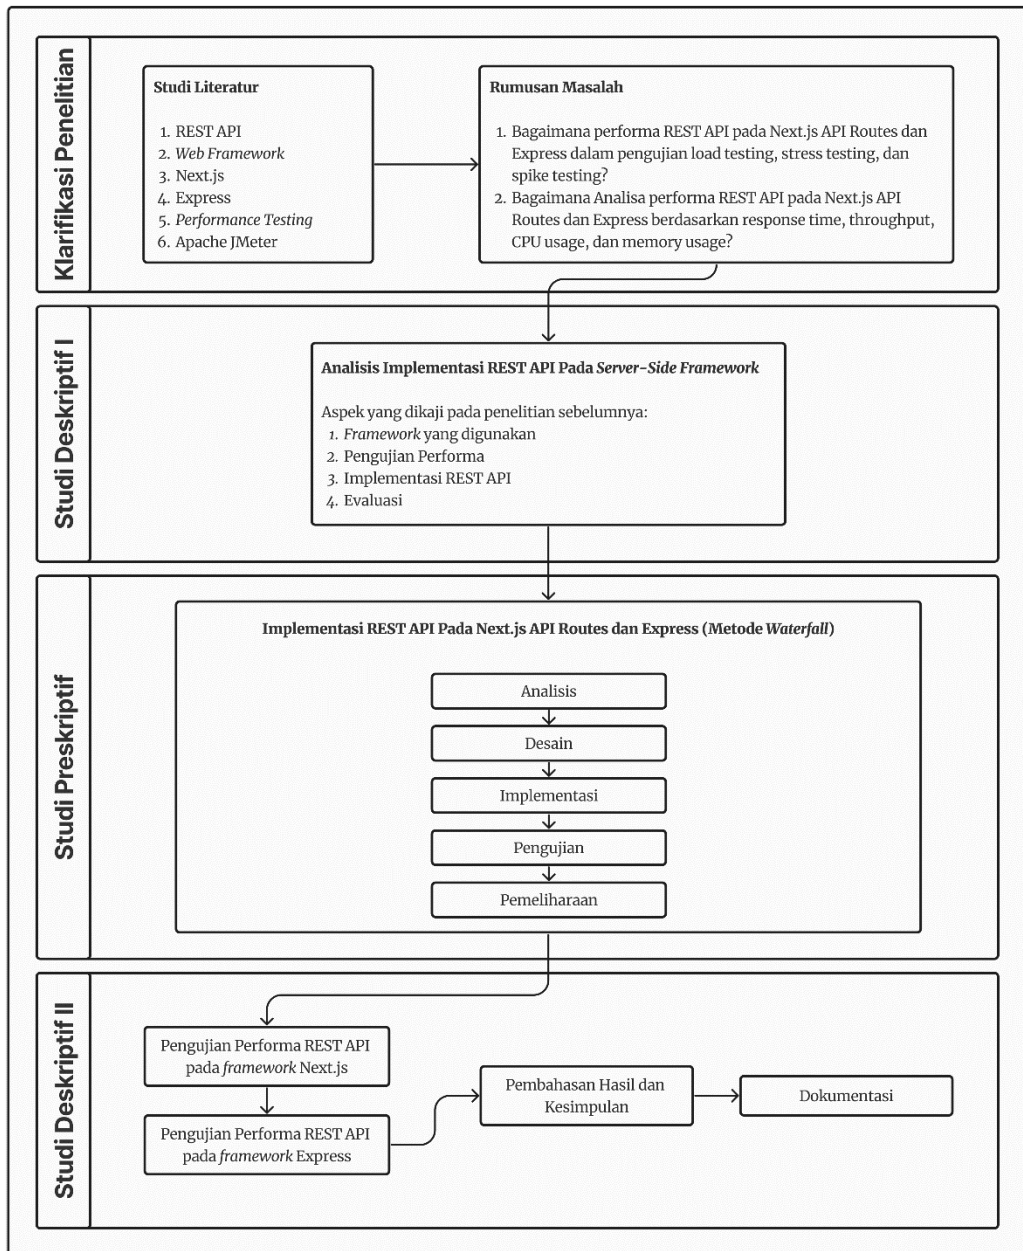 Klarifikasi Penelitian
Studi Literatur
1. REST API
2. Web Framework
3. Next.js
4. Express
5. Performance Testing
6. Apache JMeter
Rumusan Masalah
1. Bagaimana performa REST API pada Next.js API Routes dan
Express dalam pengujian load testing, stress testing, dan
spike testing?
2. Bagaimana Analisa performa REST API pada Next.js API
Routes dan Express berdasarkan response time, throughput,
CPU usage, dan memory usage?
Studi Deskriptif I
Analisis Implementasi REST API Pada Server-Side Framework
Aspek yang dikaji pada penelitian sebelumnya:
1. Framework yang digunakan
2. Pengujian Performa
3. Implementasi REST API
4. Evaluasi
Studi Preskriptif
Implementasi REST API Pada Next.js API Routes dan Express (Metode Waterfall)
Analisis
Desain
Implementasi
Pengujian
Pemeliharaan
Studi Deskriptif II
Pengujian Performa REST API
pada framework Next.js
Pengujian Performa REST API
pada framework Express
Pembahasan Hasil dan
Kesimpulan
Dokumentasi